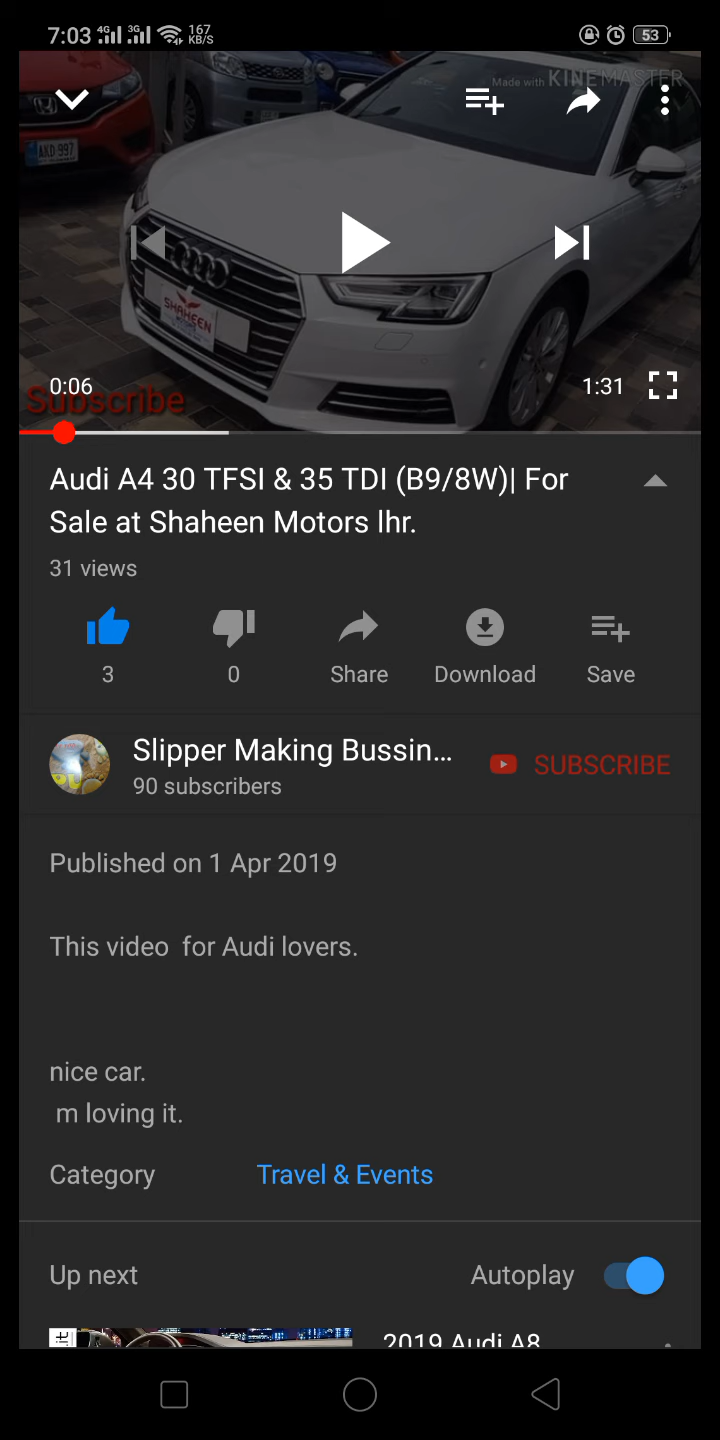 7:03 4G 3G 167 KB/S 53
Made with KINEMASTER
AKD-997
SHAHEEN
MOTORS
0:06 1:31
Subscribe
Audi A4 30 TFSI & 35 TDI (B9/8W)| For
Sale at Shaheen Motors lhr.
31 views
3 0 Share Download Save
Slipper Making Bussin... SUBSCRIBE
90 subscribers
Published on 1 Apr 2019
This video  for Audi lovers.
nice car.
m loving it.
Category Travel & Events
Up next Autoplay
2019 Audi A8